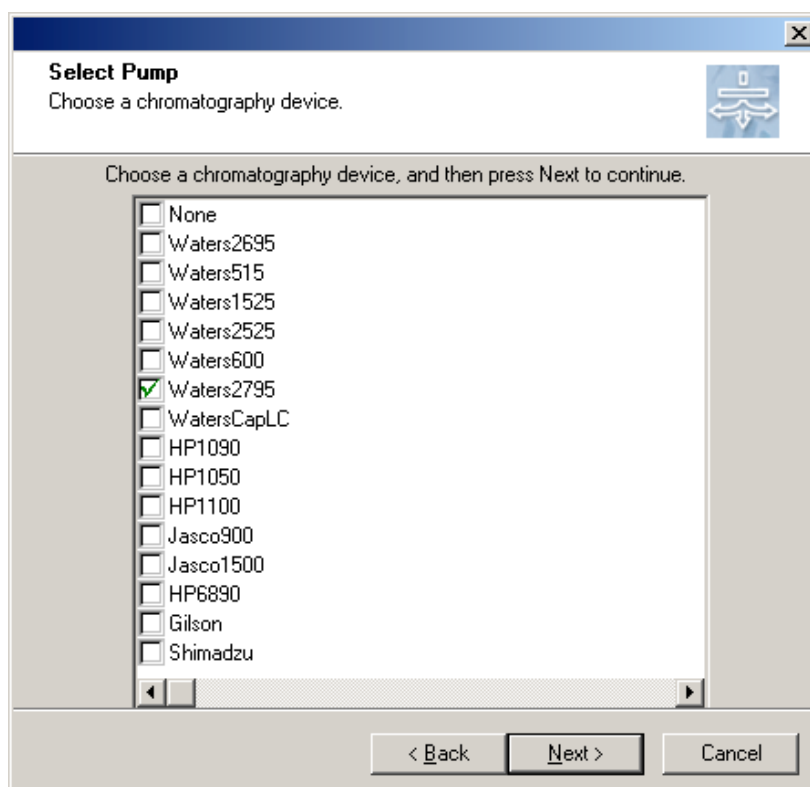 Select Pump
Choose a chromatography device.
Choose a chromatography device, and then press Next to continue.
None
Waters2695
Waters515
Waters1525
Waters2525
Waters600
Waters2795
WatersCapLC
HP1090
HP1050
HP1100
Jasco900
Jasco1500
HP6890
Gilson
Shimadzu
< Back Next > Cancel